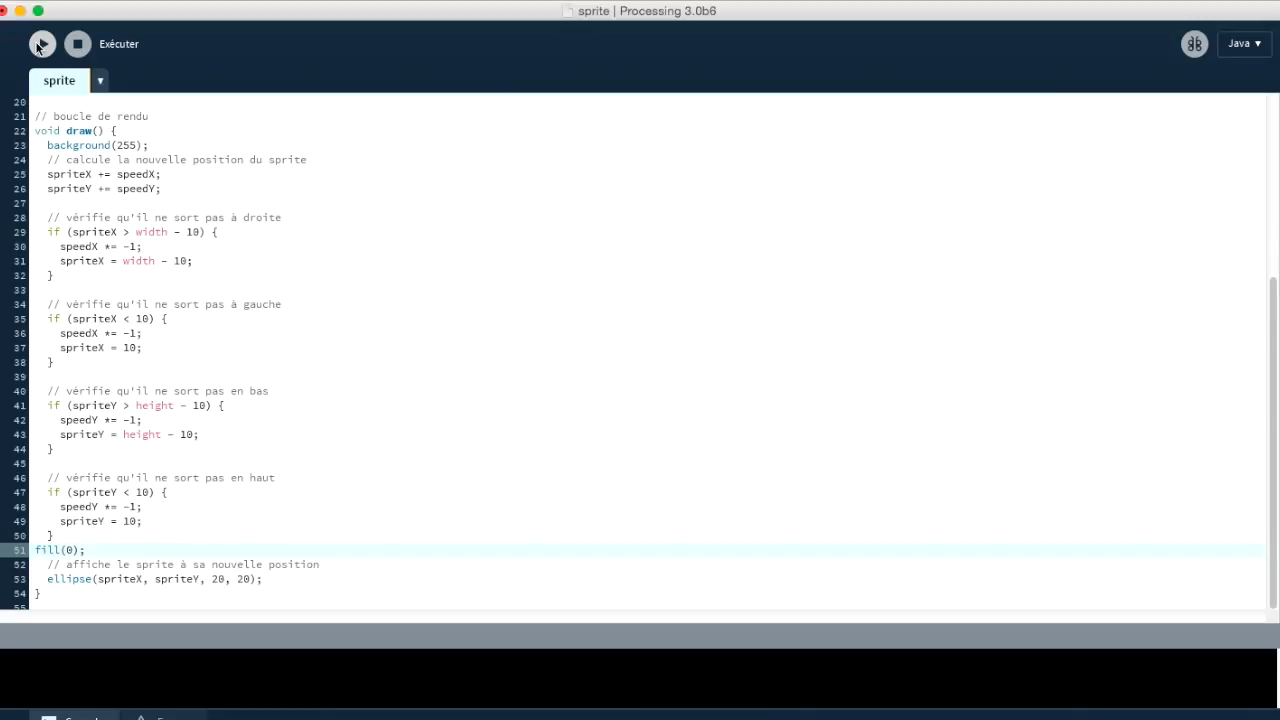 sprite | Processing 3.0b6
Exécuter
Java ▾
sprite ▾
20
21 // boucle de rendu
22 void draw() {
23 background(255);
24 // calcule la nouvelle position du sprite
25 spriteX += speedX;
26 spriteY += speedY;
27
28 // vérifie qu'il ne sort pas à droite
29 if (spriteX > width - 10) {
30 speedX *= -1;
31 spriteX = width - 10;
32 }
33
34 // vérifie qu'il ne sort pas à gauche
35 if (spriteX < 10) {
36 speedX *= -1;
37 spriteX = 10;
38 }
39
40 // vérifie qu'il ne sort pas en bas
41 if (spriteY > height - 10) {
42 speedY *= -1;
43 spriteY = height - 10;
44 }
45
46 // vérifie qu'il ne sort pas en haut
47 if (spriteY < 10) {
48 speedY *= -1;
49 spriteY = 10;
50 }
51 fill(0);
52 // affiche le sprite à sa nouvelle position
53 ellipse(spriteX, spriteY, 20, 20);
54 }
55